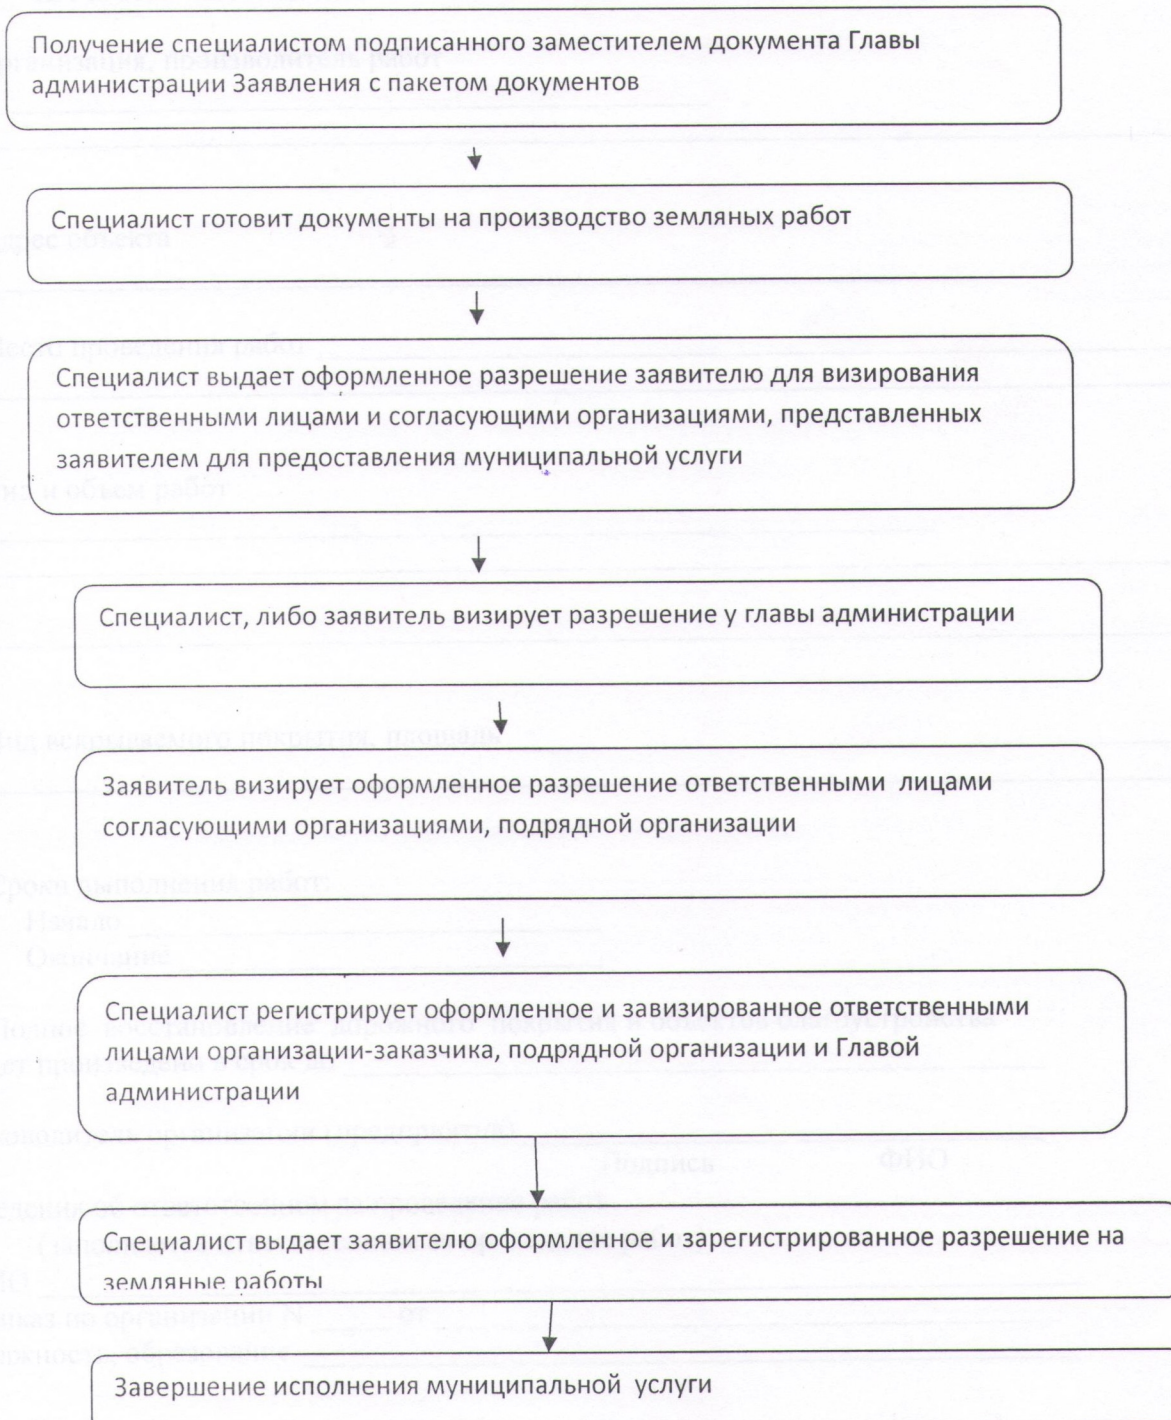 Получение специалистом подписанного заместителем документа Главы
администрации Заявления с пакетом документов
Специалист готовит документы на производство земляных работ
Специалист выдает оформленное разрешение заявителю для визирования
ответственными лицами и согласующими организациями, представленных
заявителем для предоставления муниципальной услуги
Специалист, либо заявитель визирует разрешение у главы администрации
Заявитель визирует оформленное разрешение ответственными лицами
согласующими организациями, подрядной организации
Специалист регистрирует оформленное и завизированное ответственными
лицами организации-заказчика, подрядной организации и Главой
администрации
Специалист выдает заявителю оформленное и зарегистрированное разрешение на
земляные работы
Завершение исполнения муниципальной услуги